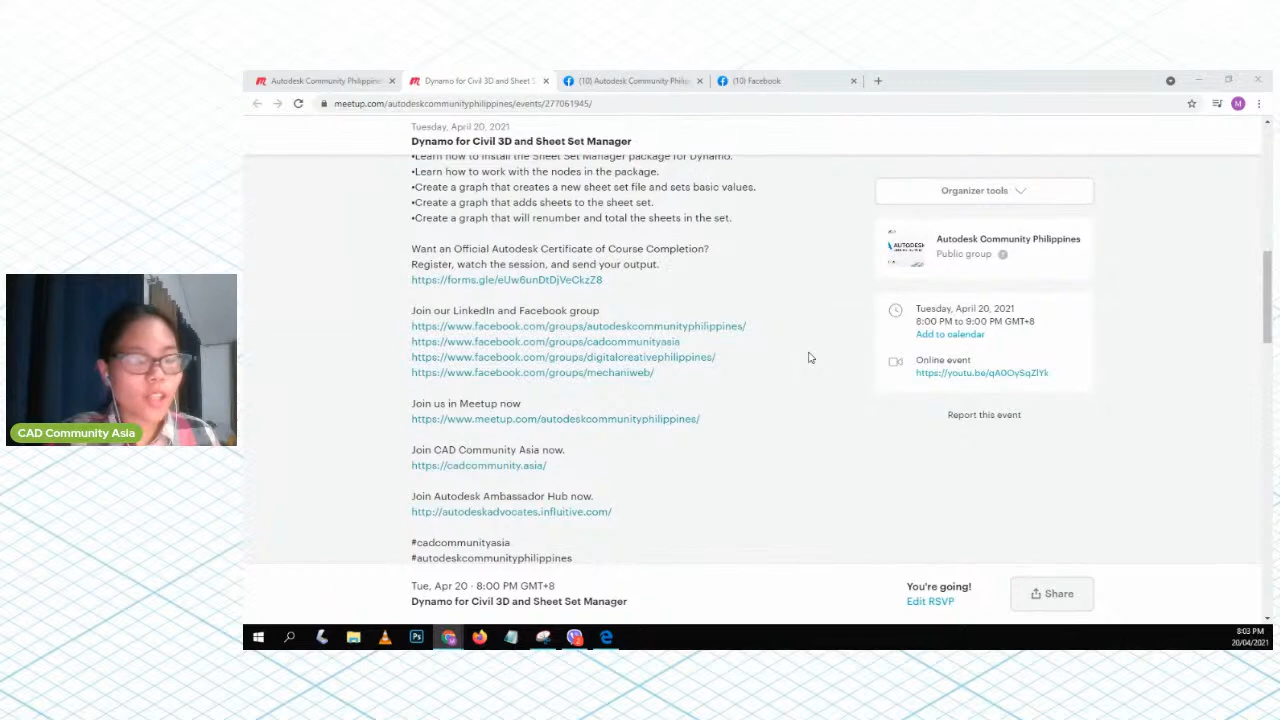 Autodesk Community Philippine
Dynamo for Civil 3D and Sheet S
(10) Autodesk Community Philip
(10) Facebook
meetup.com/autodeskcommunityphilippines/events/277061945/
M
Tuesday, April 20, 2021
Dynamo for Civil 3D and Sheet Set Manager
•Learn how to install the Sheet Set Manager package for Dynamo.
•Learn how to work with the nodes in the package.
•Create a graph that creates a new sheet set file and sets basic values.
•Create a graph that adds sheets to the sheet set.
•Create a graph that will renumber and total the sheets in the set.
Want an Official Autodesk Certificate of Course Completion?
Register, watch the session, and send your output.
https://forms.gle/eUw6unDtDjVeCkzZ8
Join our LinkedIn and Facebook group
https://www.facebook.com/groups/autodeskcommunityphilippines/
https://www.facebook.com/groups/cadcommunityasia
https://www.facebook.com/groups/digitalcreativephilippines/
https://www.facebook.com/groups/mechaniweb/
Join us in Meetup now
https://www.meetup.com/autodeskcommunityphilippines/
Join CAD Community Asia now.
https://cadcommunity.asia/
Join Autodesk Ambassador Hub now.
http://autodeskadvocates.influitive.com/
#cadcommunityasia
#autodeskcommunityphilippines
Organizer tools
AUTODESK
Autodesk Community Philippines
Public group
Tuesday, April 20, 2021
8:00 PM to 9:00 PM GMT+8
Add to calendar
Online event
https://youtu.be/qA0OySqZlYk
Report this event
Tue, Apr 20 · 8:00 PM GMT+8
Dynamo for Civil 3D and Sheet Set Manager
You're going!
Edit RSVP
Share
CAD Community Asia
Ps
8:03 PM
20/04/2021